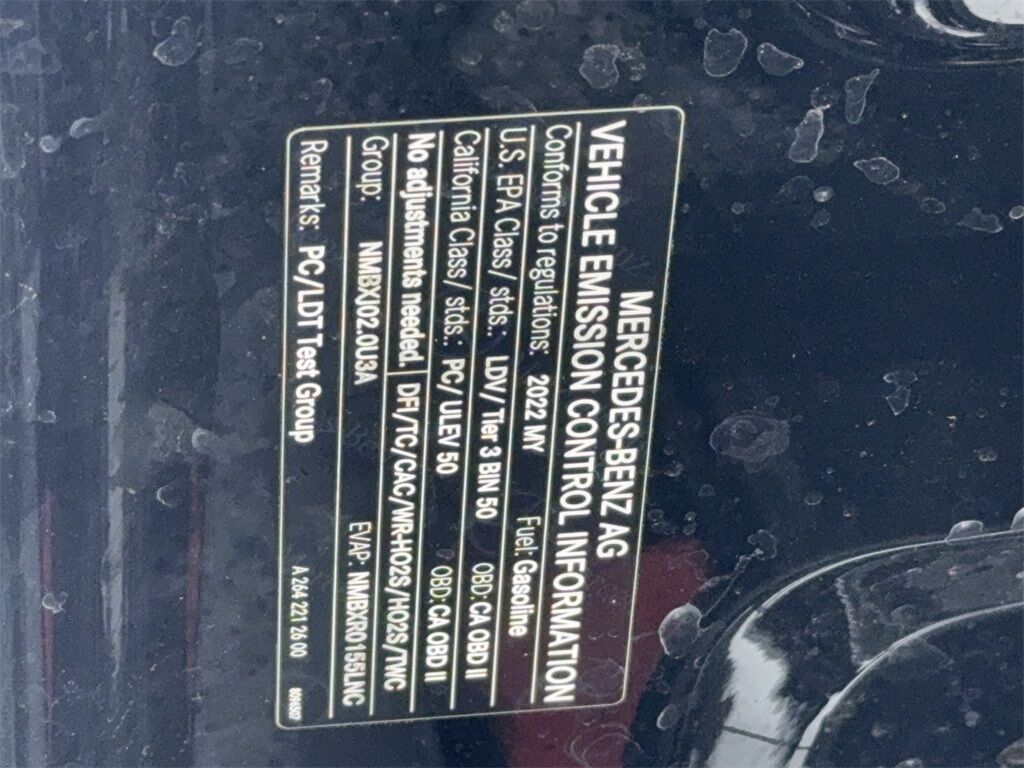 MERCEDES-BENZ AG
VEHICLE EMISSION CONTROL INFORMATION
Conforms to regulations: 2022 MY Fuel: Gasoline
U.S. EPA Class/ stds.: LDV/ Tier 3 BIN 50 OBD: CA OBD II
California Class/ stds.: PC/ ULEV 50 OBD: CA OBD II
No adjustments needed. DFI/TC/CAC/WR-HO2S/HO2S/TWC
Group: NMBXJ02.0U3A EVAP: NMBXR0155LNC
Remarks: PC/LDT Test Group A 264 221 26 00